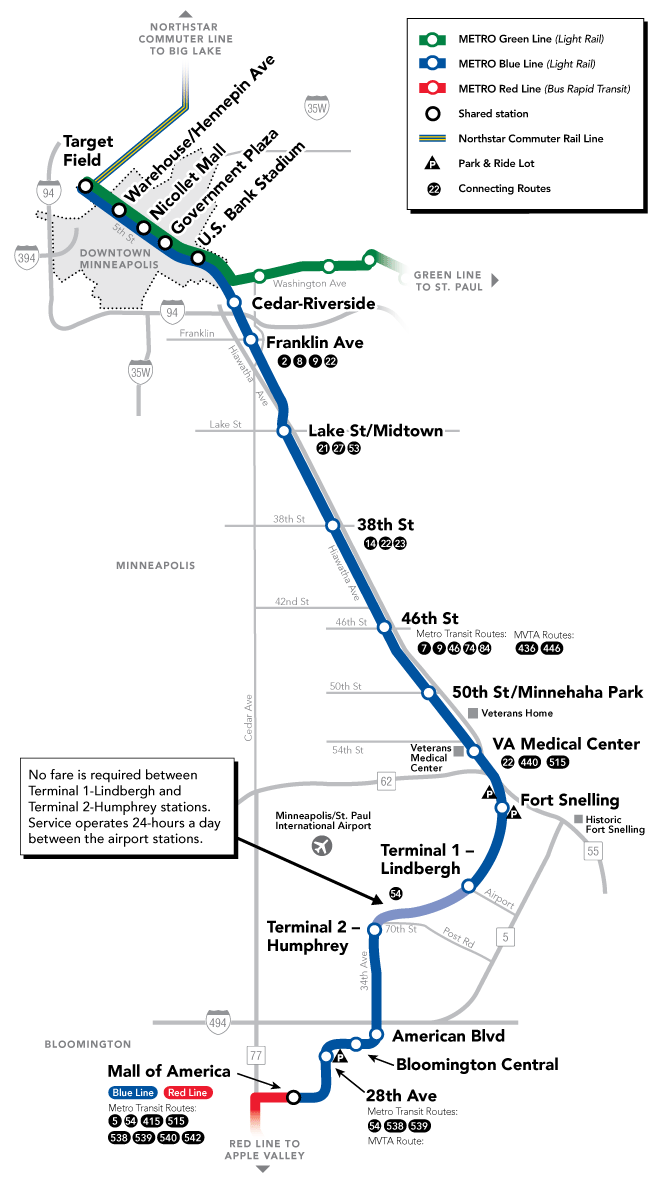 NORTHSTAR
COMMUTER LINE
TO BIG LAKE
METRO Green Line (Light Rail)
METRO Blue Line (Light Rail)
METRO Red Line (Bus Rapid Transit)
Shared station
Northstar Commuter Rail Line
P Park & Ride Lot
22 Connecting Routes
35W
Target
Field
Warehouse/Hennepin Ave
Nicollet Mall
Government Plaza
U.S. Bank Stadium
94
394
5th St
DOWNTOWN
MINNEAPOLIS
Washington Ave
GREEN LINE
TO ST. PAUL
Cedar-Riverside
94
Franklin
Franklin Ave
2 8 9 22
35W
Hiawatha Ave
Lake St
Lake St/Midtown
21 27 53
38th St
38th St
14 22 23
Hiawatha Ave
MINNEAPOLIS
42nd St
46th St
46th St
Metro Transit Routes:
7 9 46 74 84
MVTA Routes:
436 446
50th St
50th St/Minnehaha Park
Veterans Home
Cedar Ave
54th St
Veterans
Medical
Center
VA Medical Center
22 440 515
62
P
P
Fort Snelling
Historic
Fort Snelling
55
No fare is required between
Terminal 1-Lindbergh and
Terminal 2-Humphrey stations.
Service operates 24-hours a day
between the airport stations.
Minneapolis/St. Paul
International Airport
Terminal 1 –
Lindbergh
54
Airport
Terminal 2 –
Humphrey
70th St
Post Rd
5
34th Ave
494
American Blvd
BLOOMINGTON
77
Bloomington Central
P
Mall of America
Blue Line Red Line
Metro Transit Routes:
5 54 415 515
538 539 540 542
28th Ave
Metro Transit Routes:
54 538 539
MVTA Route:
RED LINE TO
APPLE VALLEY